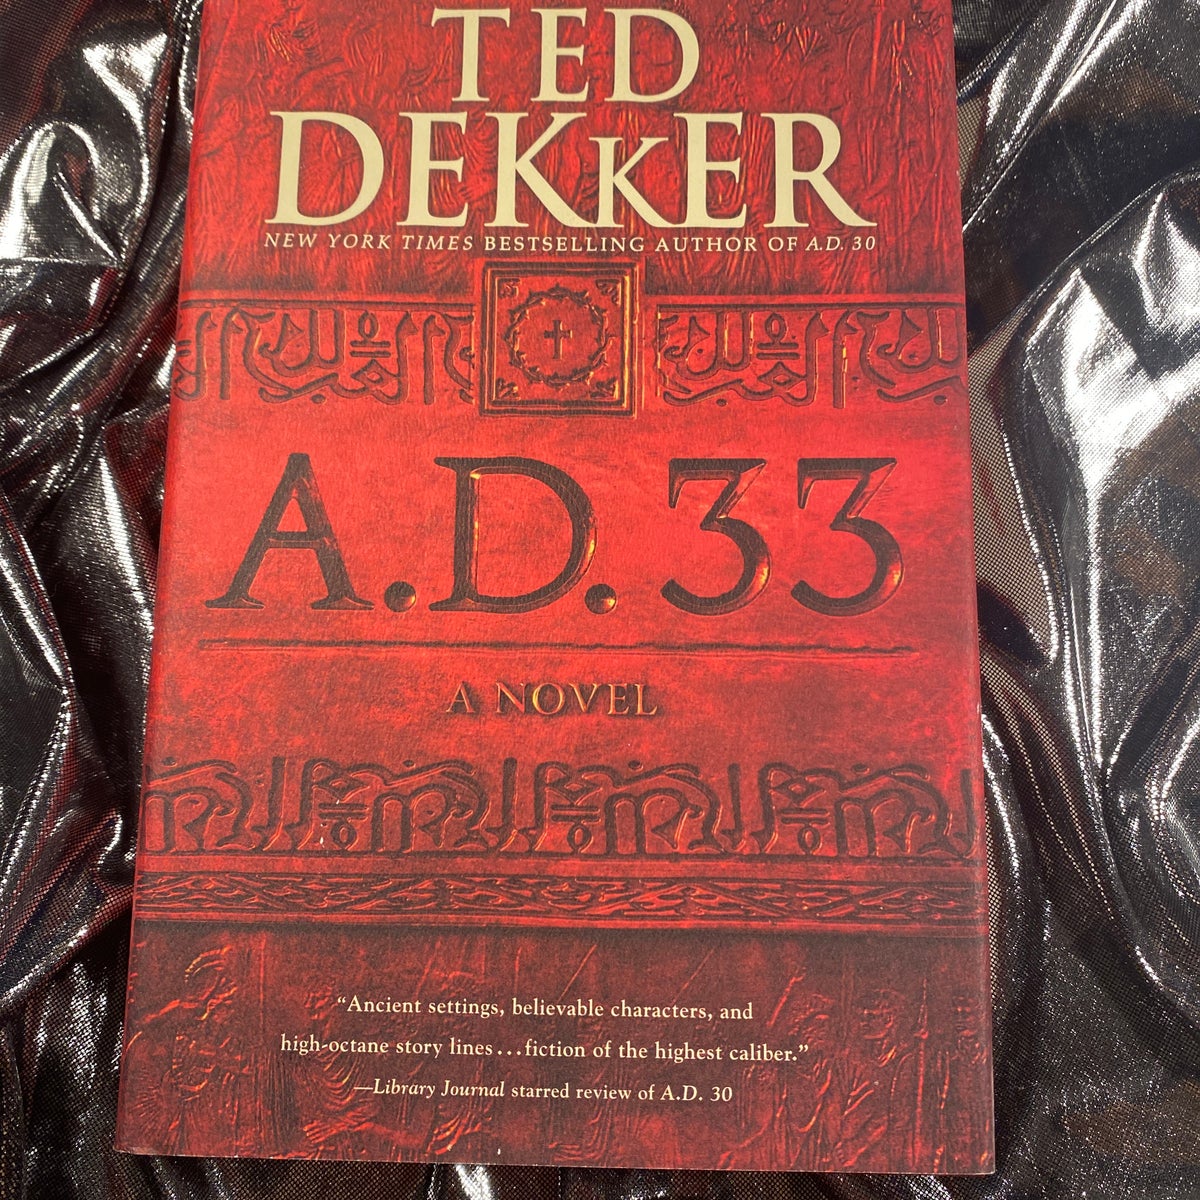 TED
DEKKER
NEW YORK TIMES BESTSELLING AUTHOR OF A.D. 30
A.D. 33
A NOVEL
“Ancient settings, believable characters, and
high-octane story lines...fiction of the highest caliber.”
—Library Journal starred review of A.D. 30